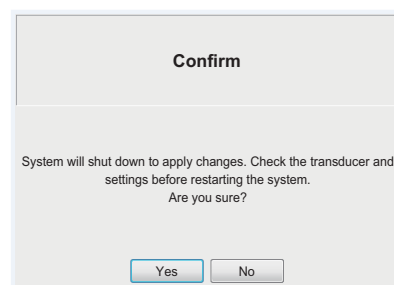 Confirm
System will shut down to apply changes. Check the transducer and
settings before restarting the system.
Are you sure?
Yes No